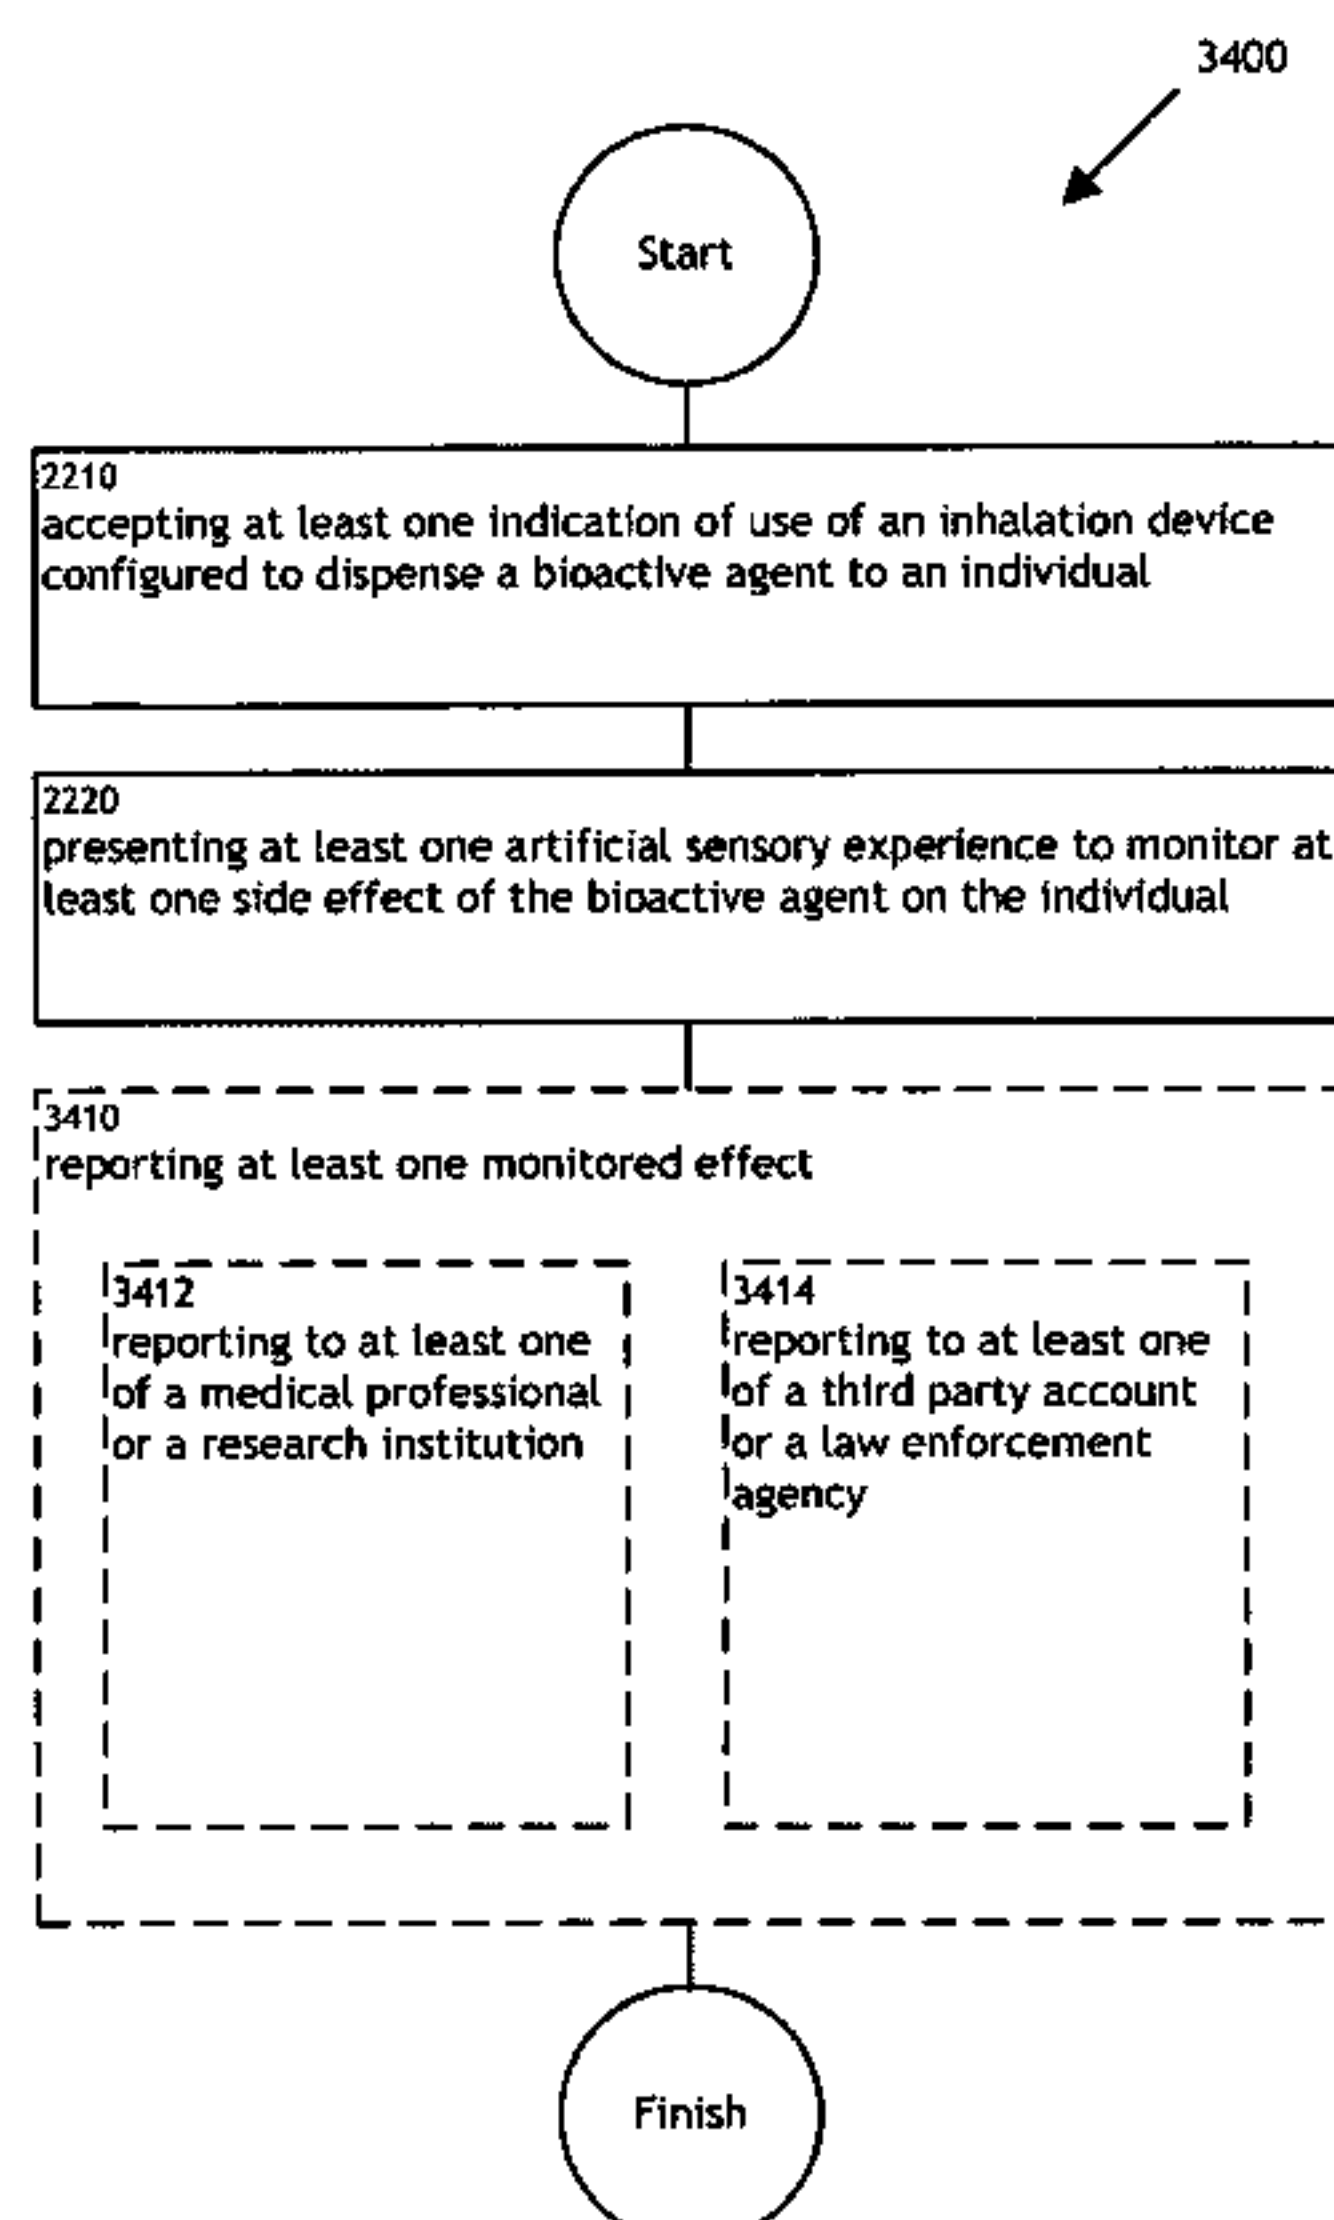 3400
Start
2210
accepting at least one indication of use of an inhalation device
configured to dispense a bioactive agent to an individual
2220
presenting at least one artificial sensory experience to monitor at
least one side effect of the bioactive agent on the individual
3410
reporting at least one monitored effect
3412
reporting to at least one
of a medical professional
or a research institution
3414
reporting to at least one
of a third party account
or a law enforcement
agency
Finish